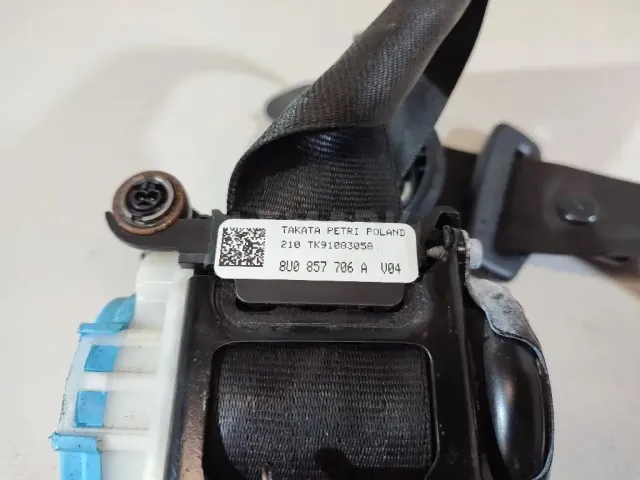 TAKATA PETRI POLAND
210 TK91083058
8U0 857 706 A V04